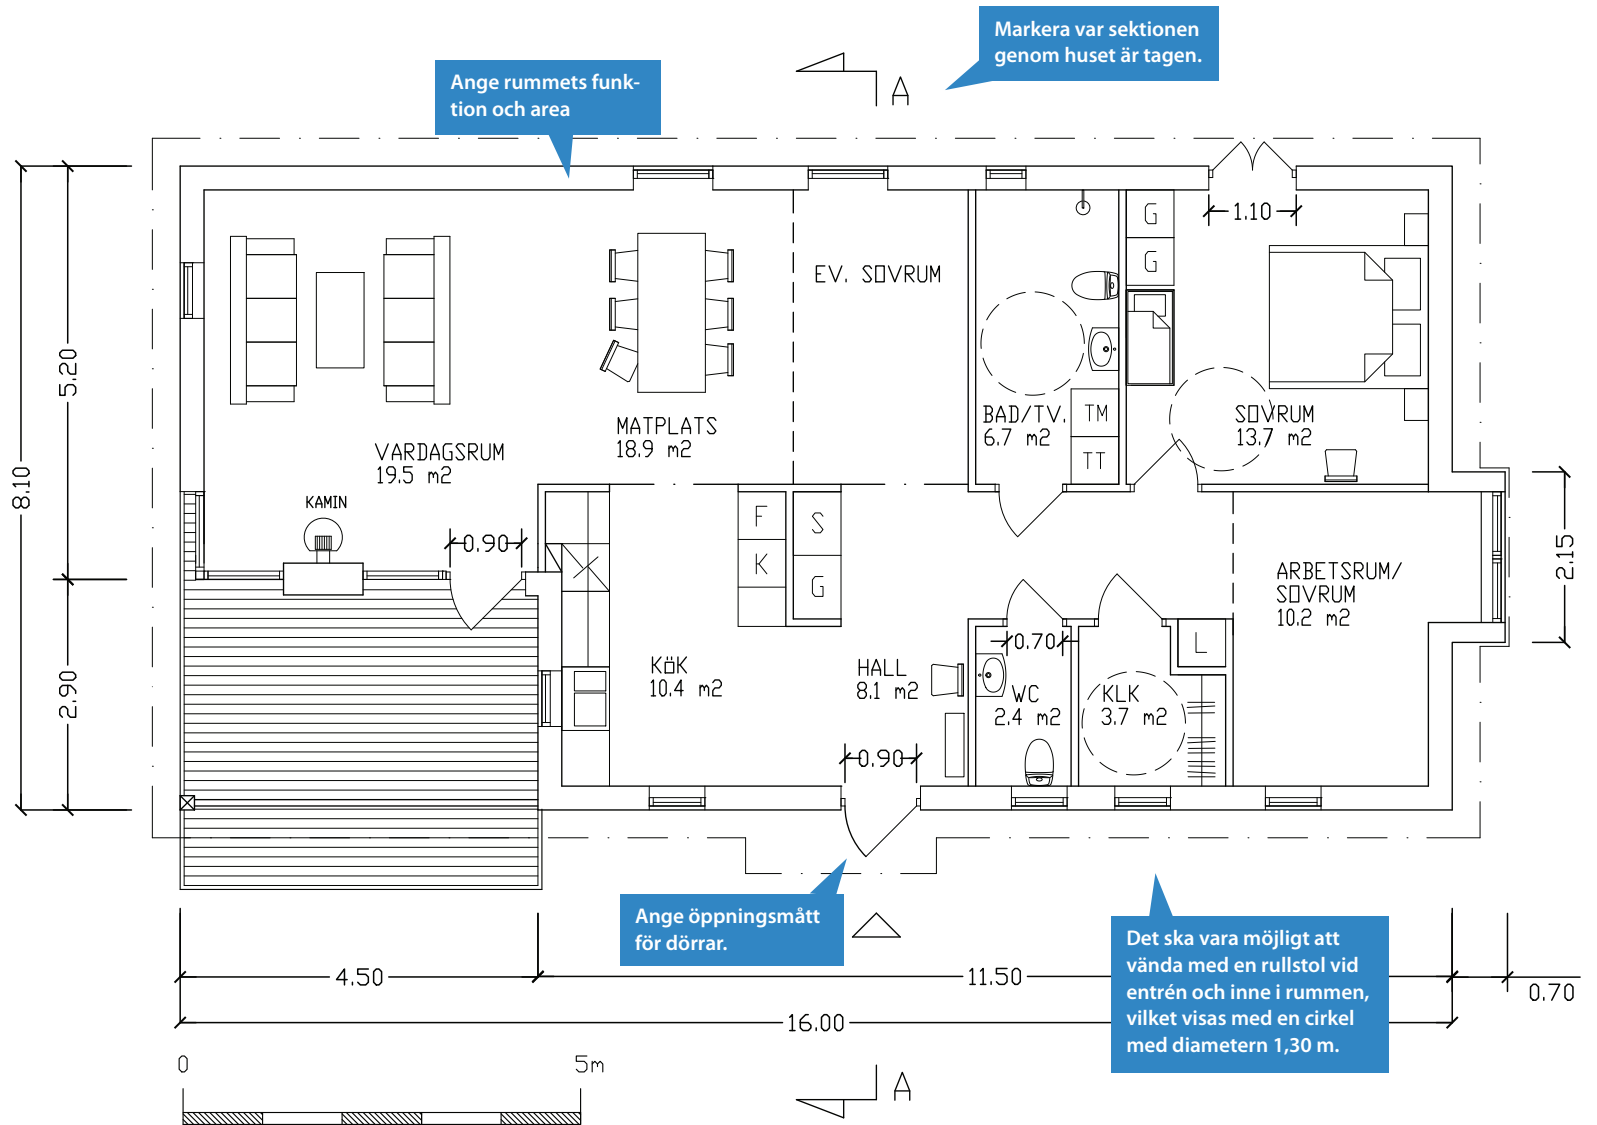 Markera var sektionen
genom huset är tagen.
Ange rummets funk-
tion och area
A
1.10
G
G
EV. SOVRUM
5.20
8.10
MATPLATS
18.9 m2
VARDAGSRUM
19.5 m2
BAD/TV.
6.7 m2
TM
TT
SOVRUM
13.7 m2
KAMIN
0.90
F
K
S
G
2.15
ARBETSRUM/
SOVRUM
10.2 m2
0.70
L
KÖK
10.4 m2
HALL
8.1 m2
WC
2.4 m2
KLK
3.7 m2
2.90
0.90
Ange öppningsmått
för dörrar.
Det ska vara möjligt att
vända med en rullstol vid
entrén och inne i rummen,
vilket visas med en cirkel
med diametern 1,30 m.
4.50
11.50
0.70
16.00
0
5m
A